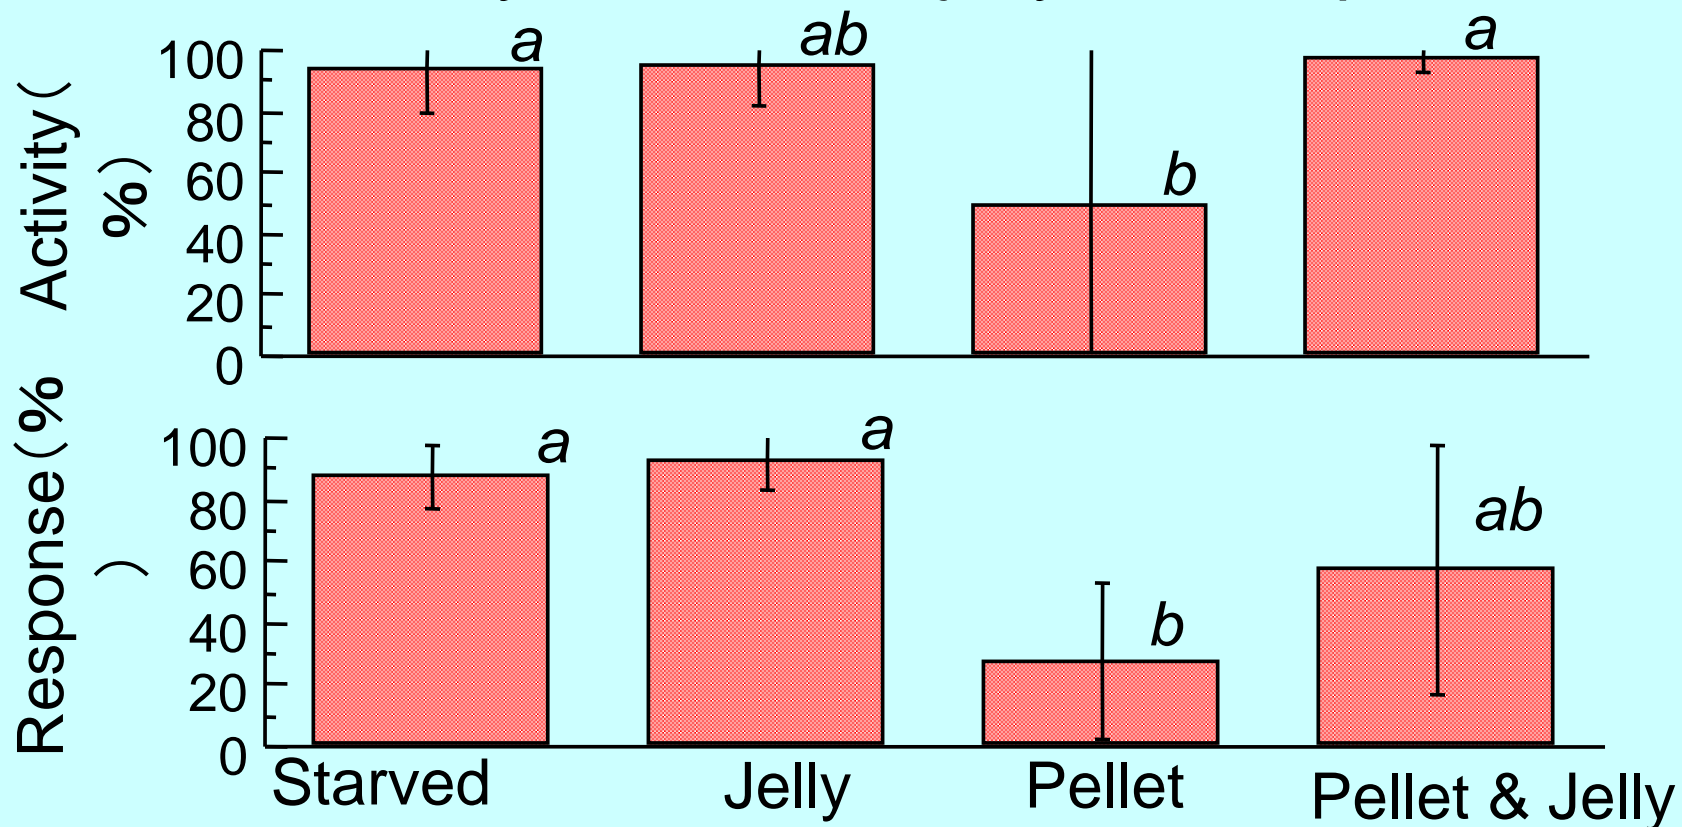 Activity(
%)
100
80
60
40
20
0
a
ab
b
a
Response(%
)
100
80
60
40
20
0
a
a
b
ab
Starved Jelly Pellet Pellet & Jelly